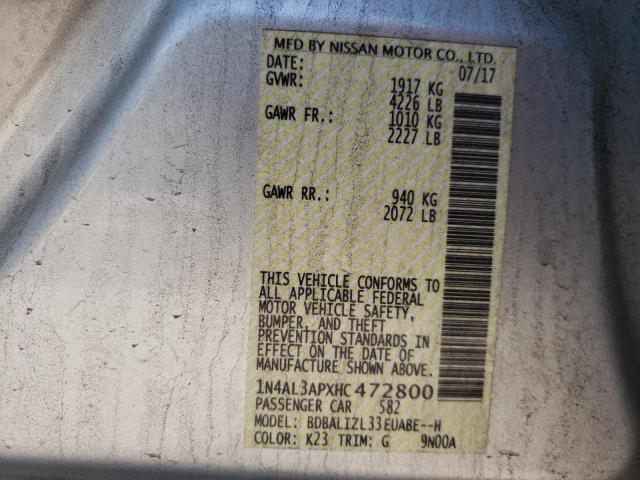 MFD BY NISSAN MOTOR CO., LTD.
DATE: 07/17
GVWR: 1917 KG
4226 LB
GAWR FR.: 1010 KG
2227 LB
GAWR RR.: 940 KG
2072 LB
THIS VEHICLE CONFORMS TO
ALL APPLICABLE FEDERAL
MOTOR VEHICLE SAFETY,
BUMPER, AND THEFT
PREVENTION STANDARDS IN
EFFECT ON THE DATE OF
MANUFACTURE SHOWN ABOVE.
1N4AL3APXHC472800
PASSENGER CAR 582
MODEL: BDBALIZL33EUABE--H
COLOR: K23 TRIM: G 9N00A